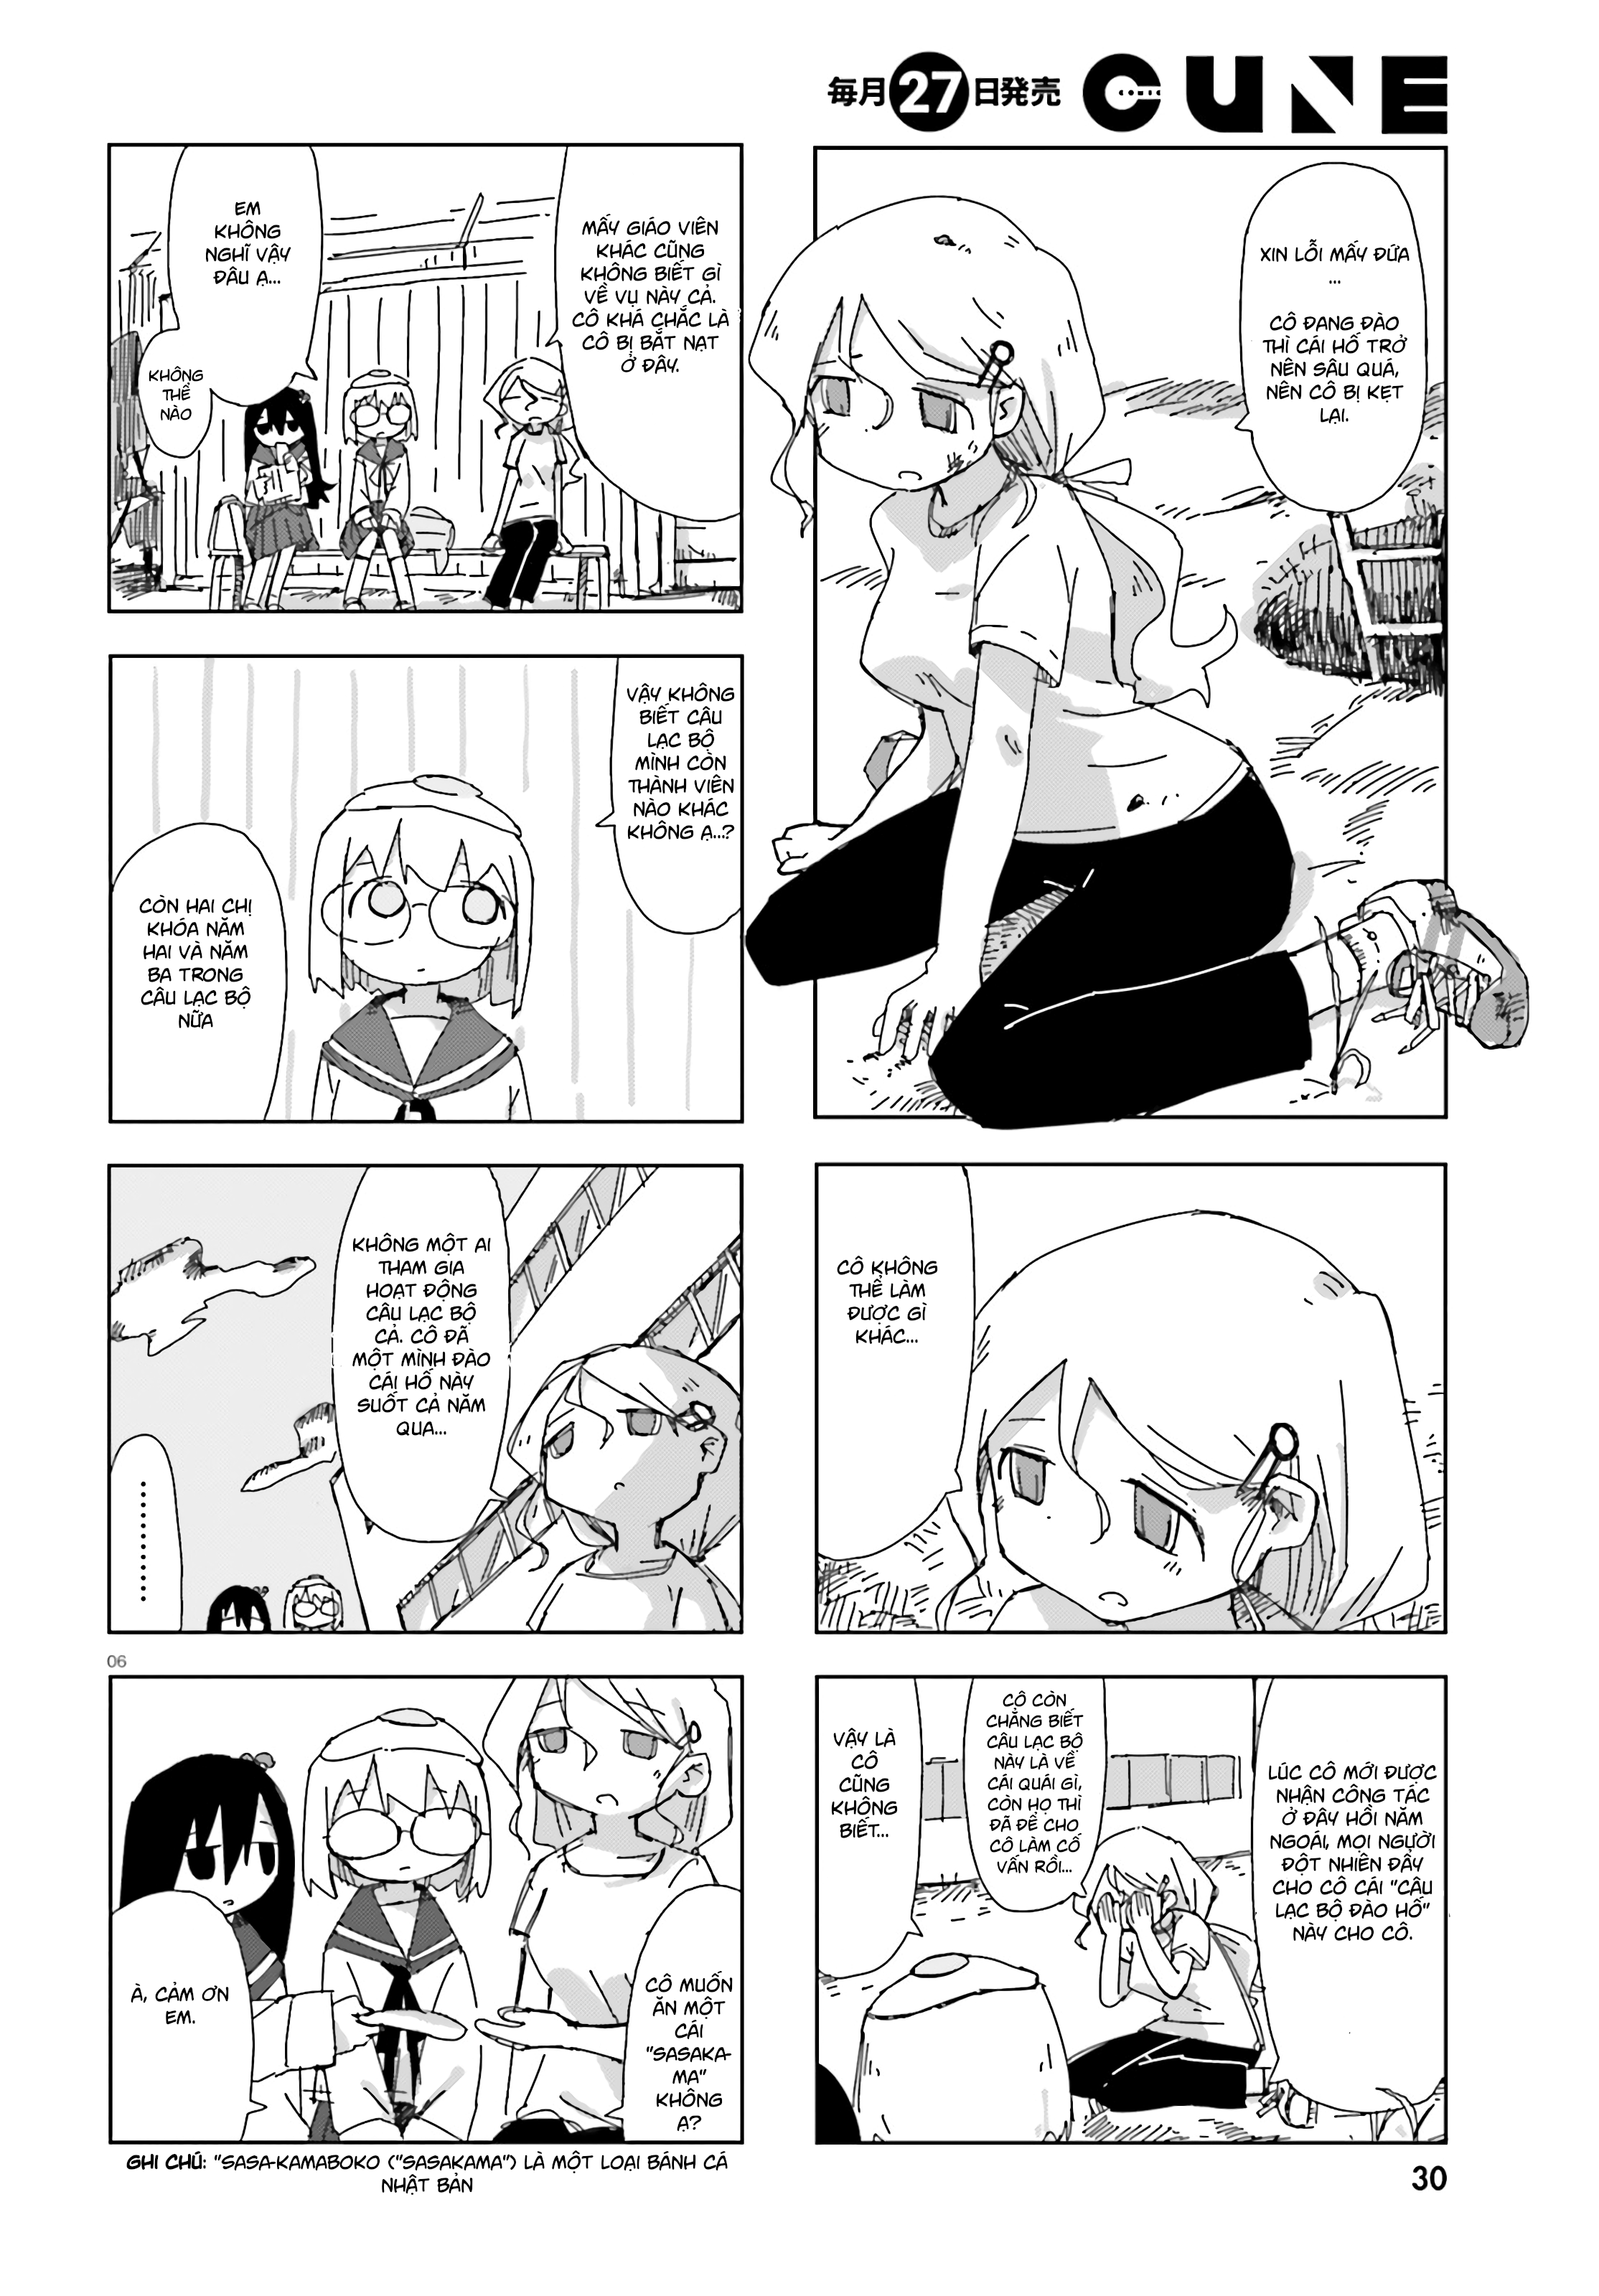 毎月27日発売 COMIC CUNE
XIN LỖI MẤY ĐỨA
...
CÔ ĐANG ĐÀO
THÌ CÁI HỐ TRỞ
NÊN SÂU QUÁ,
NÊN CÔ BỊ KẸT
LẠI.
CÔ KHÔNG
THỂ LÀM
ĐƯỢC GÌ
KHÁC...
LÚC CÔ MỚI ĐƯỢC
NHẬN CÔNG TÁC
Ở ĐÂY HỒI NĂM
NGOÁI, MỌI NGƯỜI
ĐỘT NHIÊN ĐẨY
CHO CÔ CÁI "CÂU
LẠC BỘ ĐÀO HỐ"
NÀY CHO CÔ.
CÔ CÒN
CHẲNG BIẾT
CÂU LẠC BỘ
NÀY LÀ VỀ
CÁI QUÁI GÌ,
CÒN HỌ THÌ
ĐÃ ĐỂ CHO
CÔ LÀM CỐ
VẤN RỒI...
VẬY LÀ
CÔ
CŨNG
KHÔNG
BIẾT...
MẤY GIÁO VIÊN
KHÁC CŨNG
KHÔNG BIẾT GÌ
VỀ VỤ NÀY CẢ.
CÔ KHÁ CHẮC LÀ
CÔ BỊ BẮT NẠT
Ở ĐÂY.
EM
KHÔNG
NGHĨ VẬY
ĐÂU Ạ...
KHÔNG
THỂ
NÀO
VẬY KHÔNG
BIẾT CÂU
LẠC BỘ
MÌNH CÒN
THÀNH VIÊN
NÀO KHÁC
KHÔNG Ạ...?
CÒN HAI CHỊ
KHÓA NĂM
HAI VÀ NĂM
BA TRONG
CÂU LẠC BỘ
NỮA
KHÔNG MỘT AI
THAM GIA
HOẠT ĐỘNG
CÂU LẠC BỘ
CẢ. CÔ ĐÃ
MỘT MÌNH ĐÀO
CÁI HỐ NÀY
SUỐT CẢ NĂM
QUA...
...........
06
CÔ MUỐN
ĂN MỘT
CÁI
"SASAKA-
MA"
KHÔNG
Ạ?
À, CẢM ƠN
EM.
GHI CHÚ: "SASA-KAMABOKO ("SASAKAMA") LÀ MỘT LOẠI BÁNH CÁ
NHẬT BẢN
30